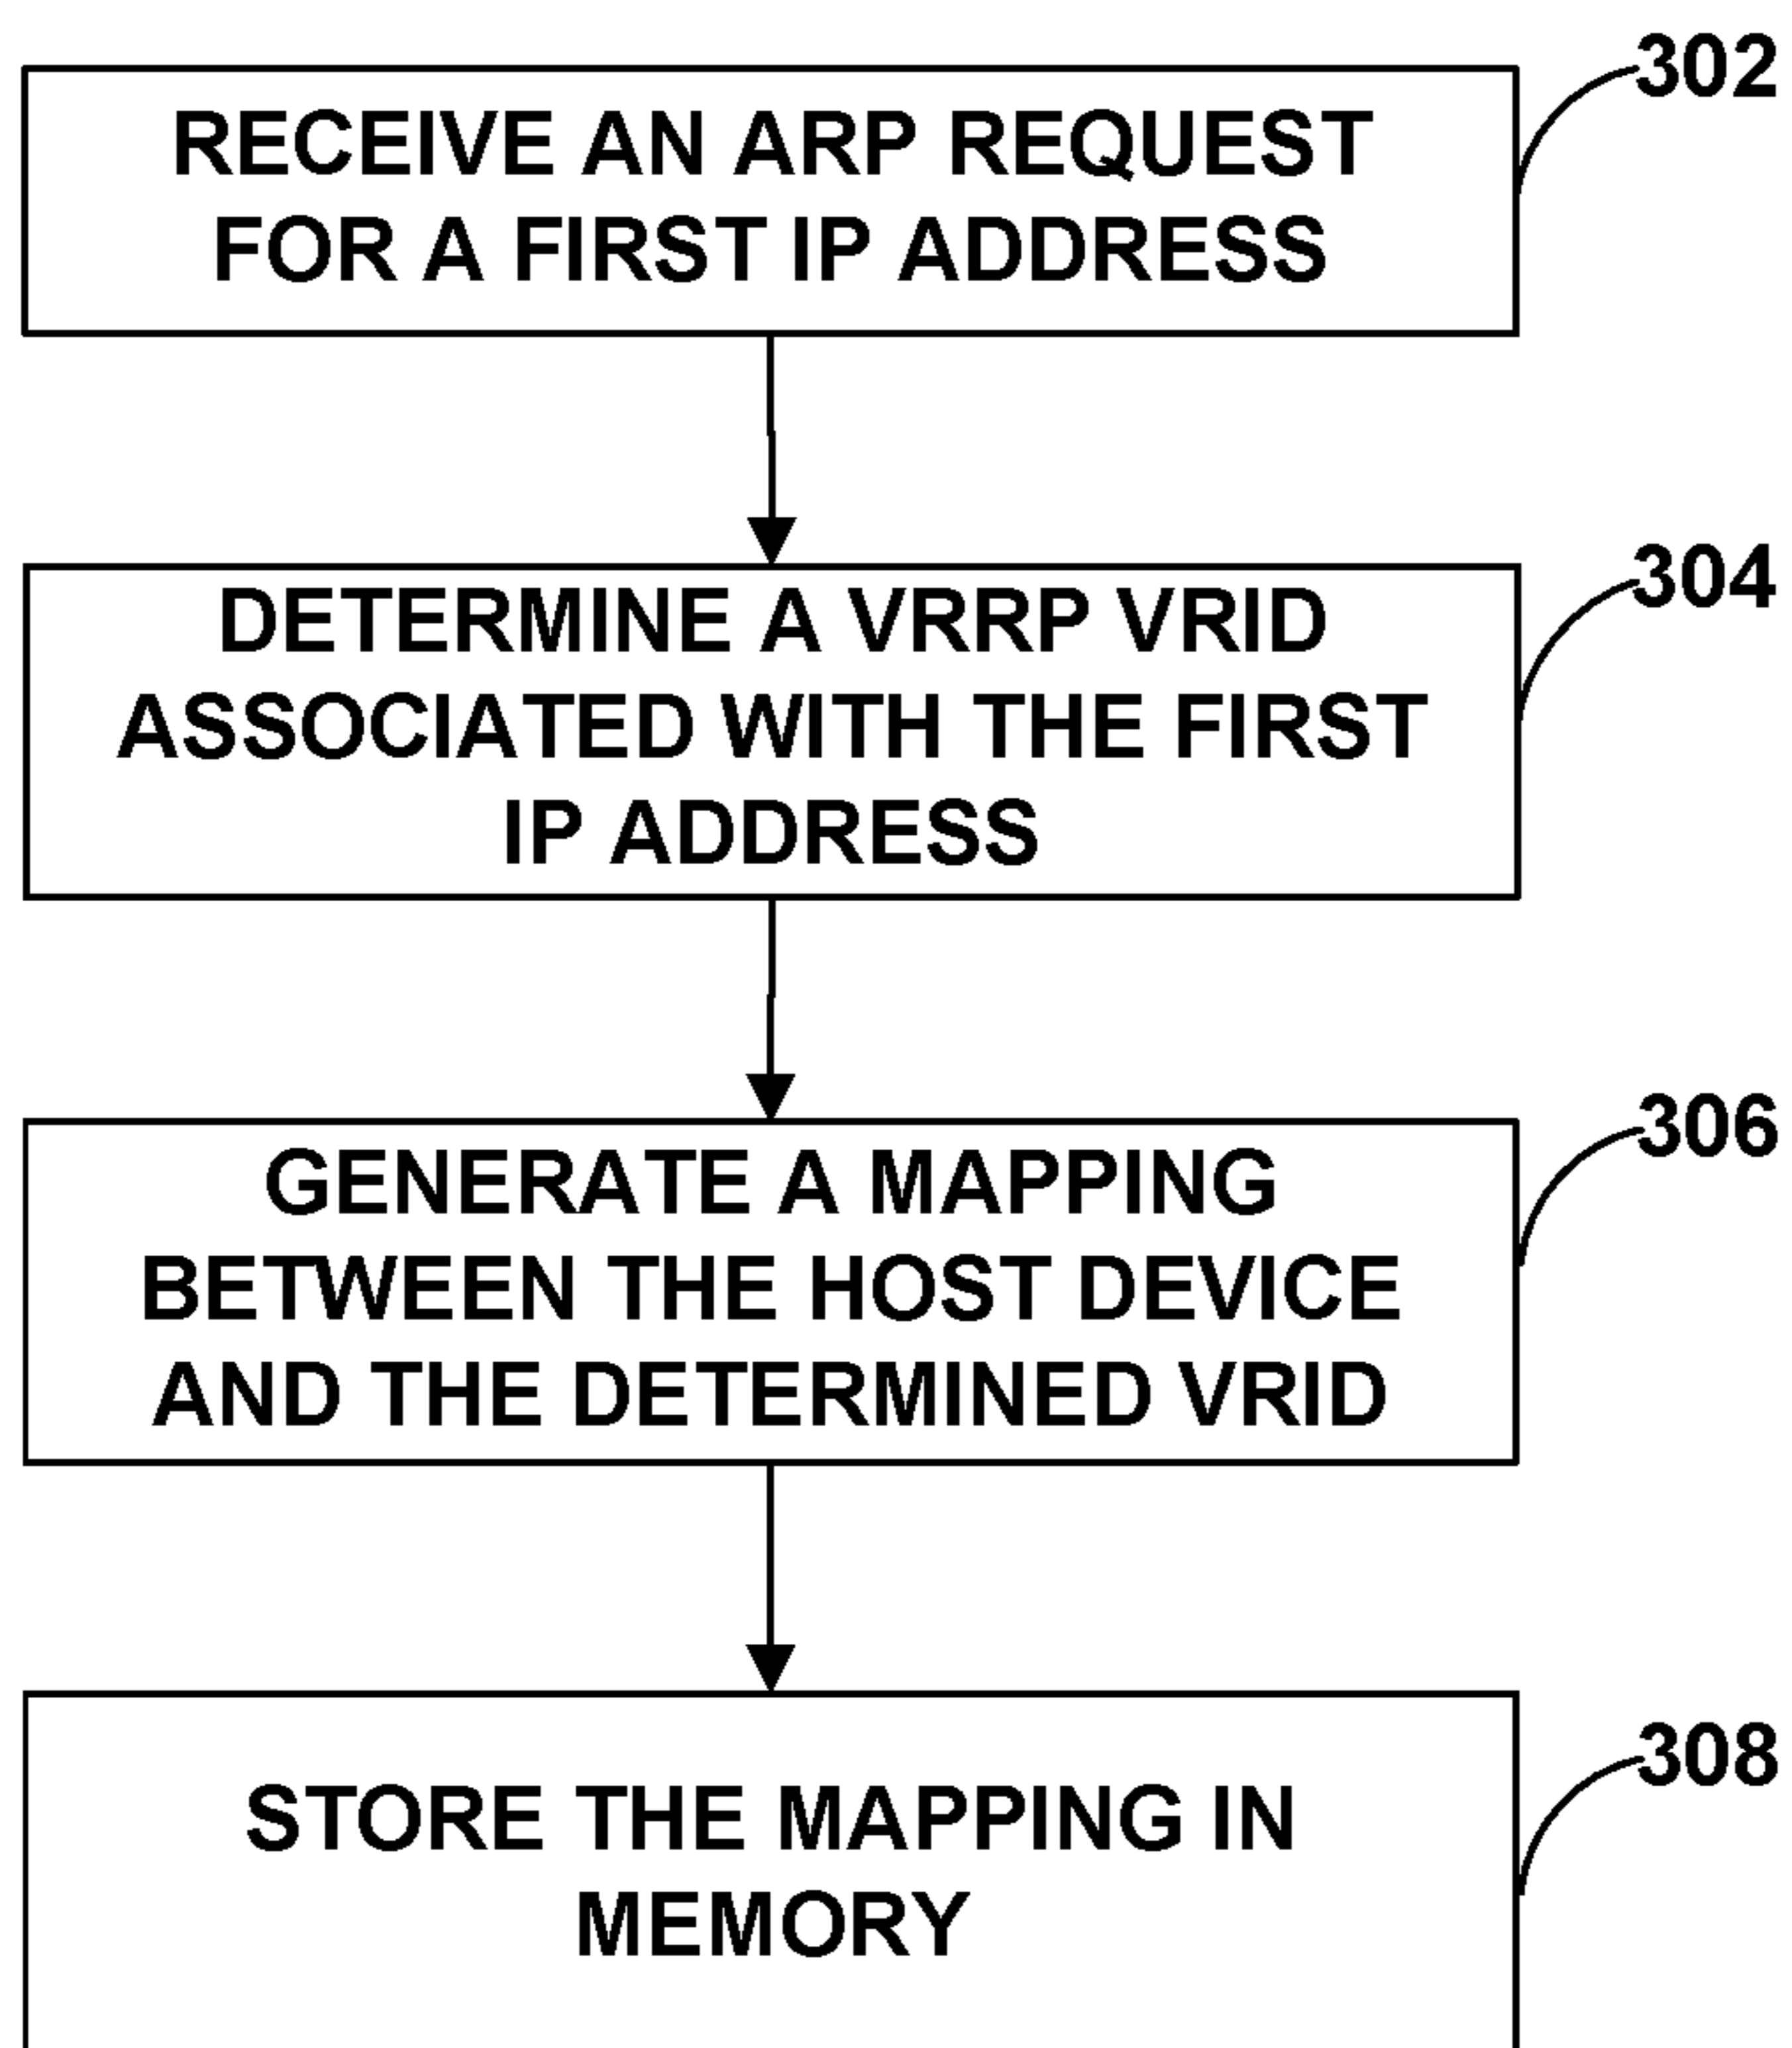 302
RECEIVE AN ARP REQUEST
FOR A FIRST IP ADDRESS
304
DETERMINE A VRRP VRID
ASSOCIATED WITH THE FIRST
IP ADDRESS
306
GENERATE A MAPPING
BETWEEN THE HOST DEVICE
AND THE DETERMINED VRID
308
STORE THE MAPPING IN
MEMORY